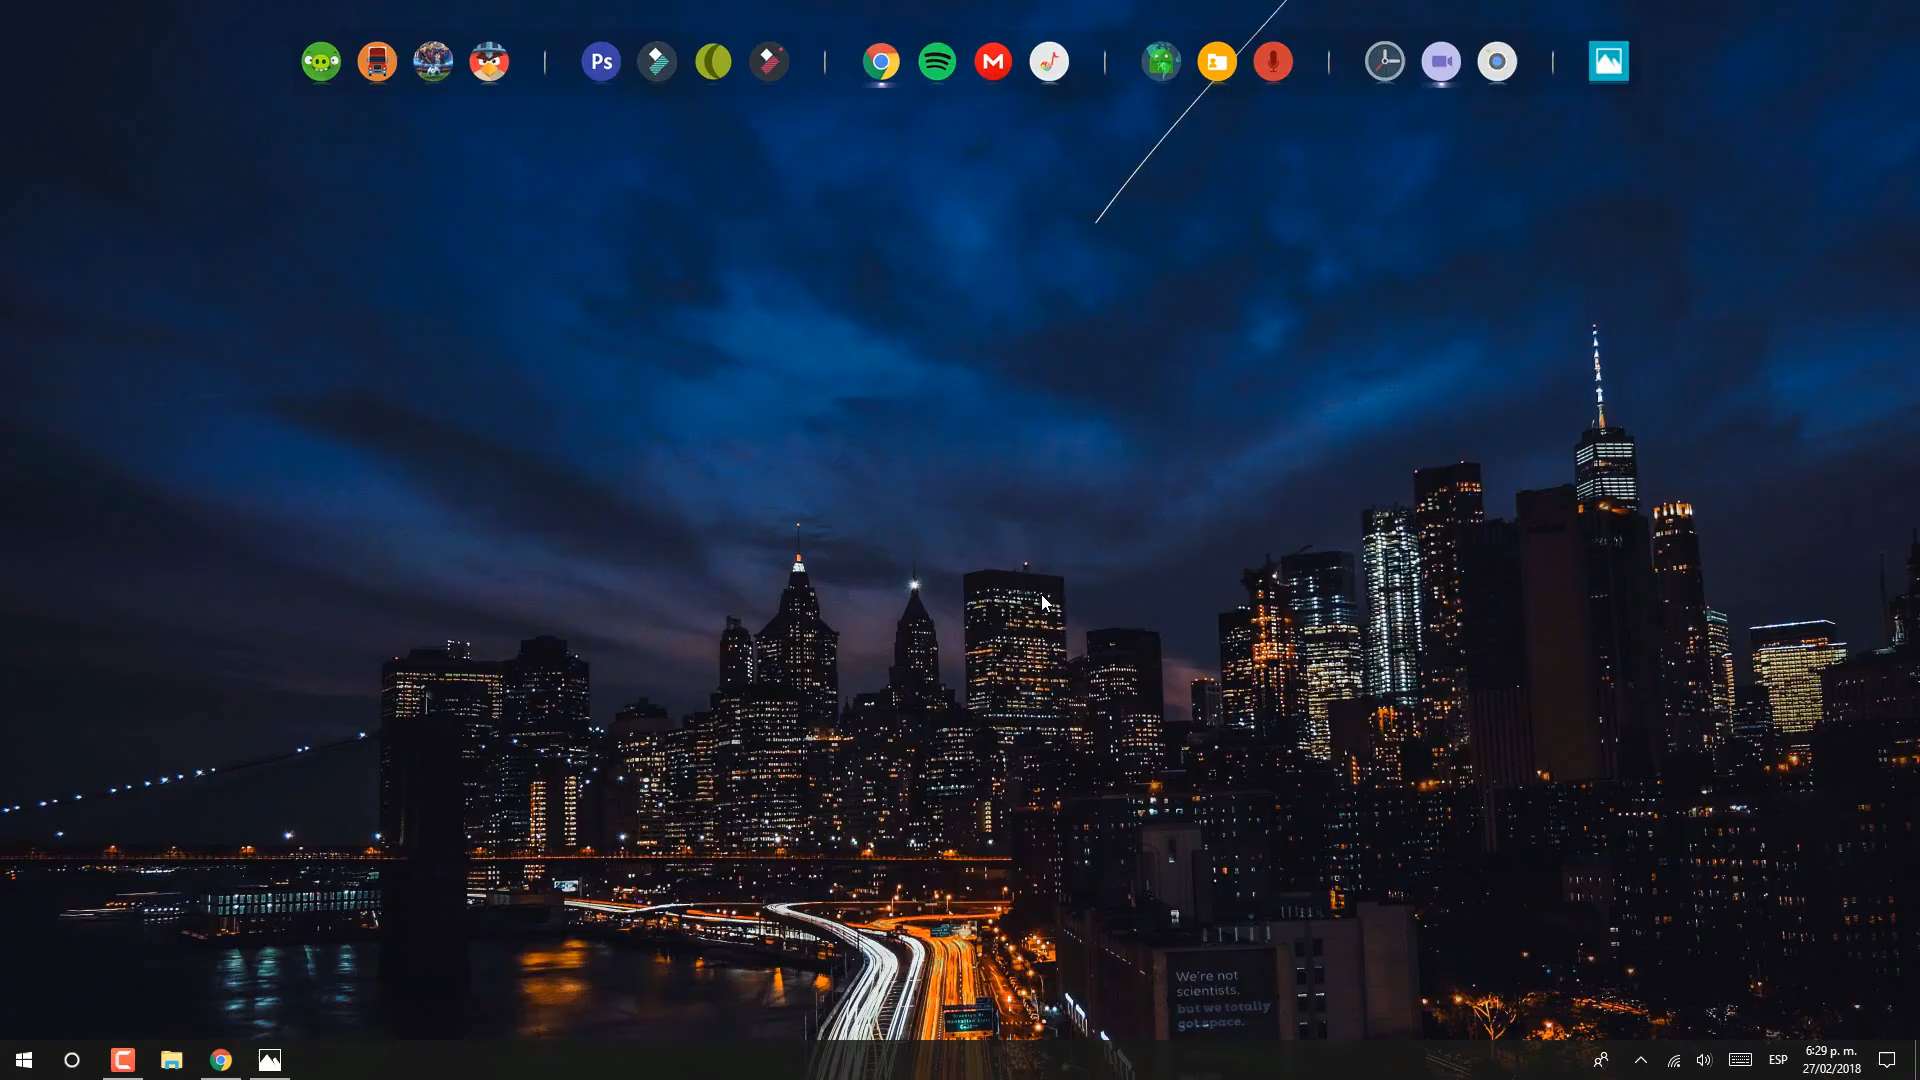 Ps
We're not
scientists,
but we totally
got space.
ESP
6:29 p. m.
27/02/2018